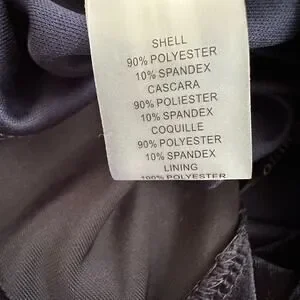 SHELL
90% POLYESTER
10% SPANDEX
CASCARA
90% POLIESTER
10% SPANDEX
COQUILLE
90% POLYESTER
10% SPANDEX
LINING
100% POLYESTER